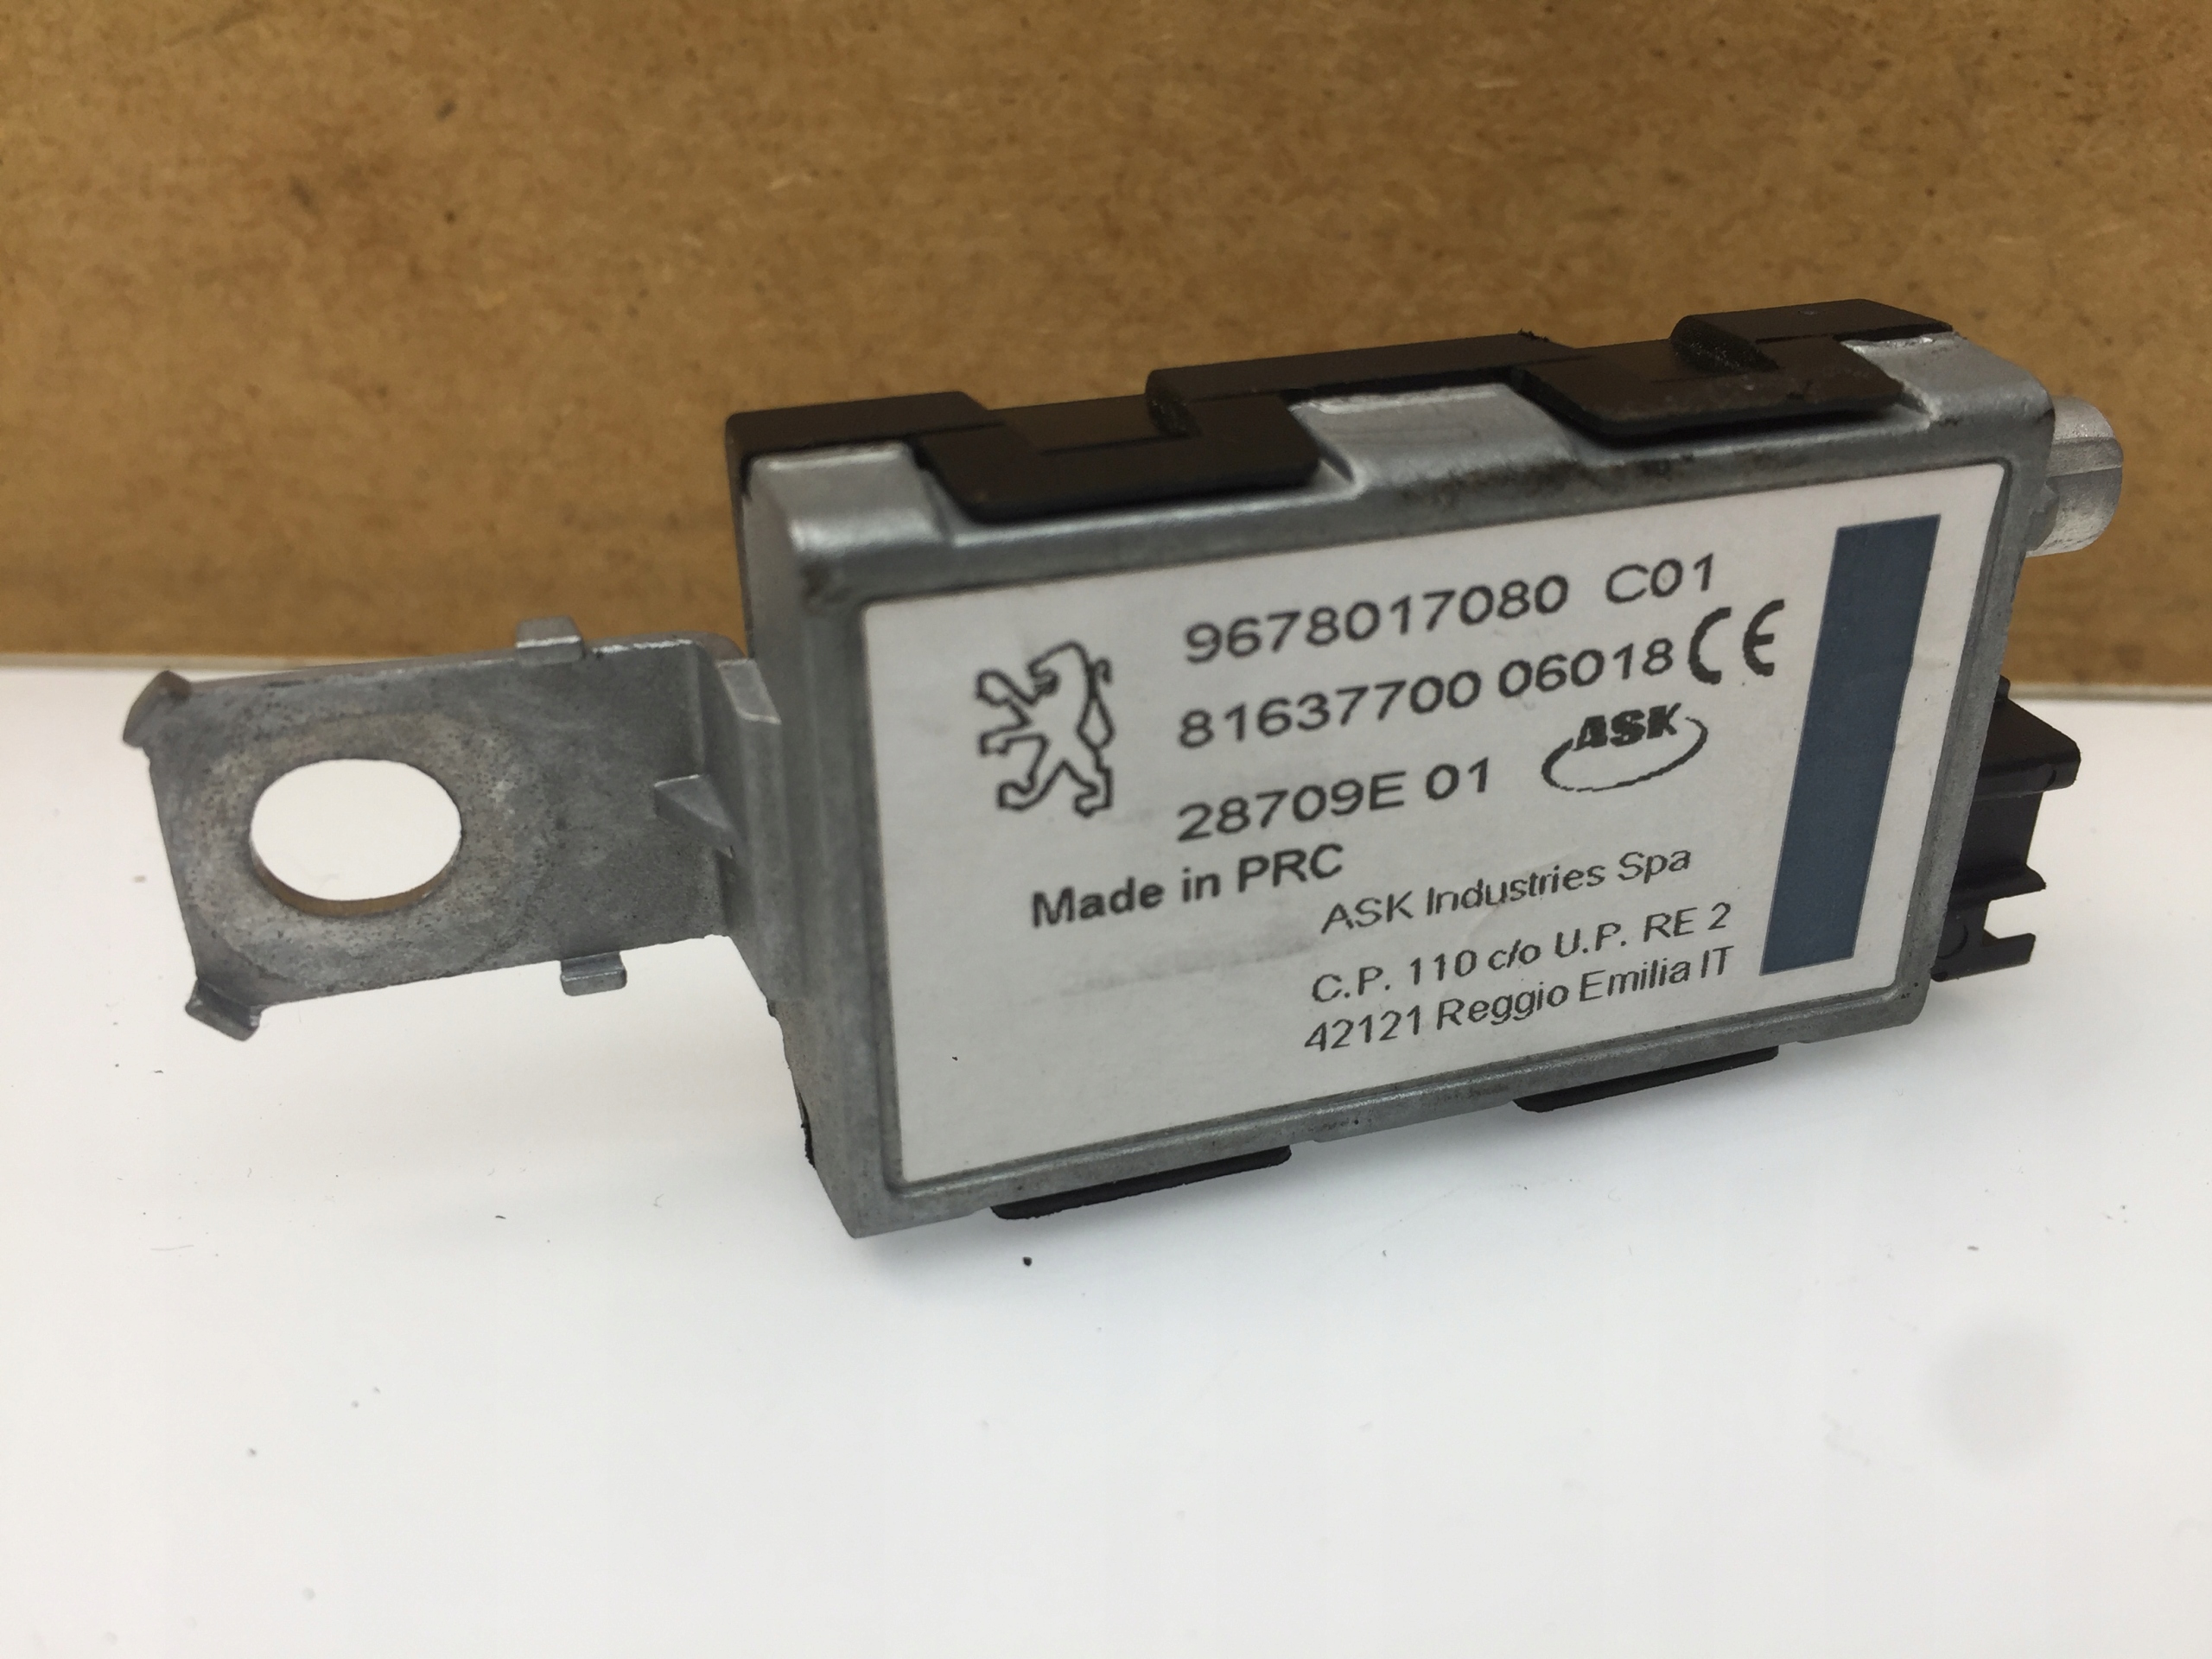 9678017080 C01
81637700 06018 CE
28709E 01 ASK
Made in PRC
ASK Industries Spa
C.P. 110 c/o U.P. RE 2
42121 Reggio Emilia IT